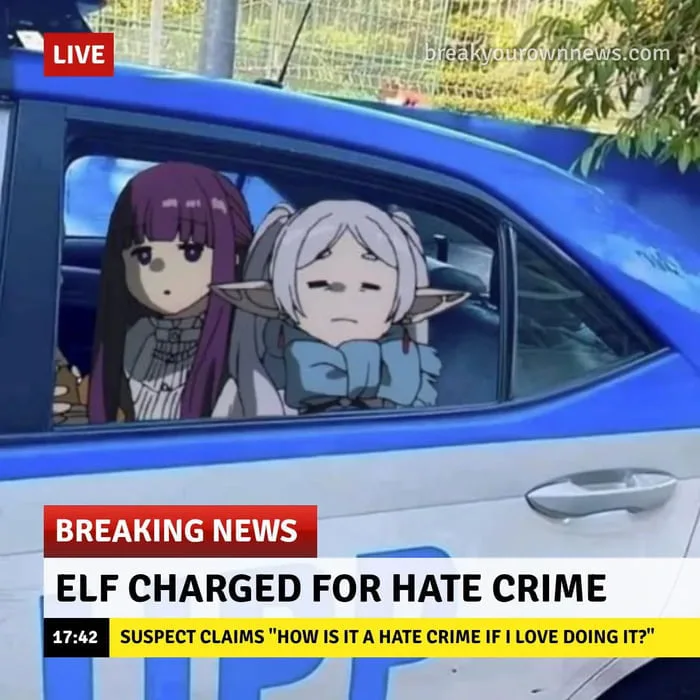 LIVE
breakyourownnews.com
BREAKING NEWS
ELF CHARGED FOR HATE CRIME
17:42 SUSPECT CLAIMS "HOW IS IT A HATE CRIME IF I LOVE DOING IT?"